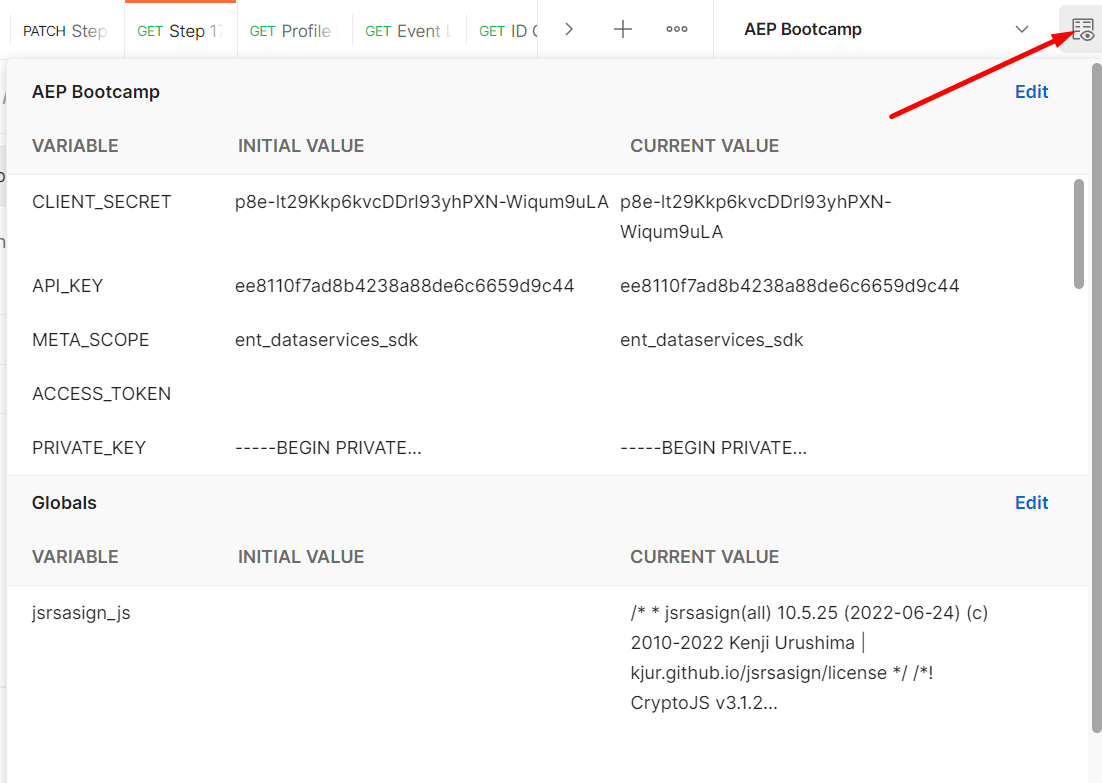 PATCH Step
GET Step 17
GET Profile
GET Event
GET ID
AEP Bootcamp
AEP Bootcamp
Edit
VARIABLE INITIAL VALUE CURRENT VALUE
CLIENT_SECRET p8e-lt29Kkp6kvcDDrl93yhPXN-Wiqum9uLA p8e-lt29Kkp6kvcDDrl93yhPXN-
Wiqum9uLA
API_KEY ee8110f7ad8b4238a88de6c6659d9c44 ee8110f7ad8b4238a88de6c6659d9c44
META_SCOPE ent_dataservices_sdk ent_dataservices_sdk
ACCESS_TOKEN
PRIVATE_KEY -----BEGIN PRIVATE... -----BEGIN PRIVATE...
Globals
Edit
VARIABLE INITIAL VALUE CURRENT VALUE
jsrsasign_js /* * jsrsasign(all) 10.5.25 (2022-06-24) (c)
2010-2022 Kenji Urushima |
kjur.github.io/jsrsasign/license */ /*!
CryptoJS v3.1.2...